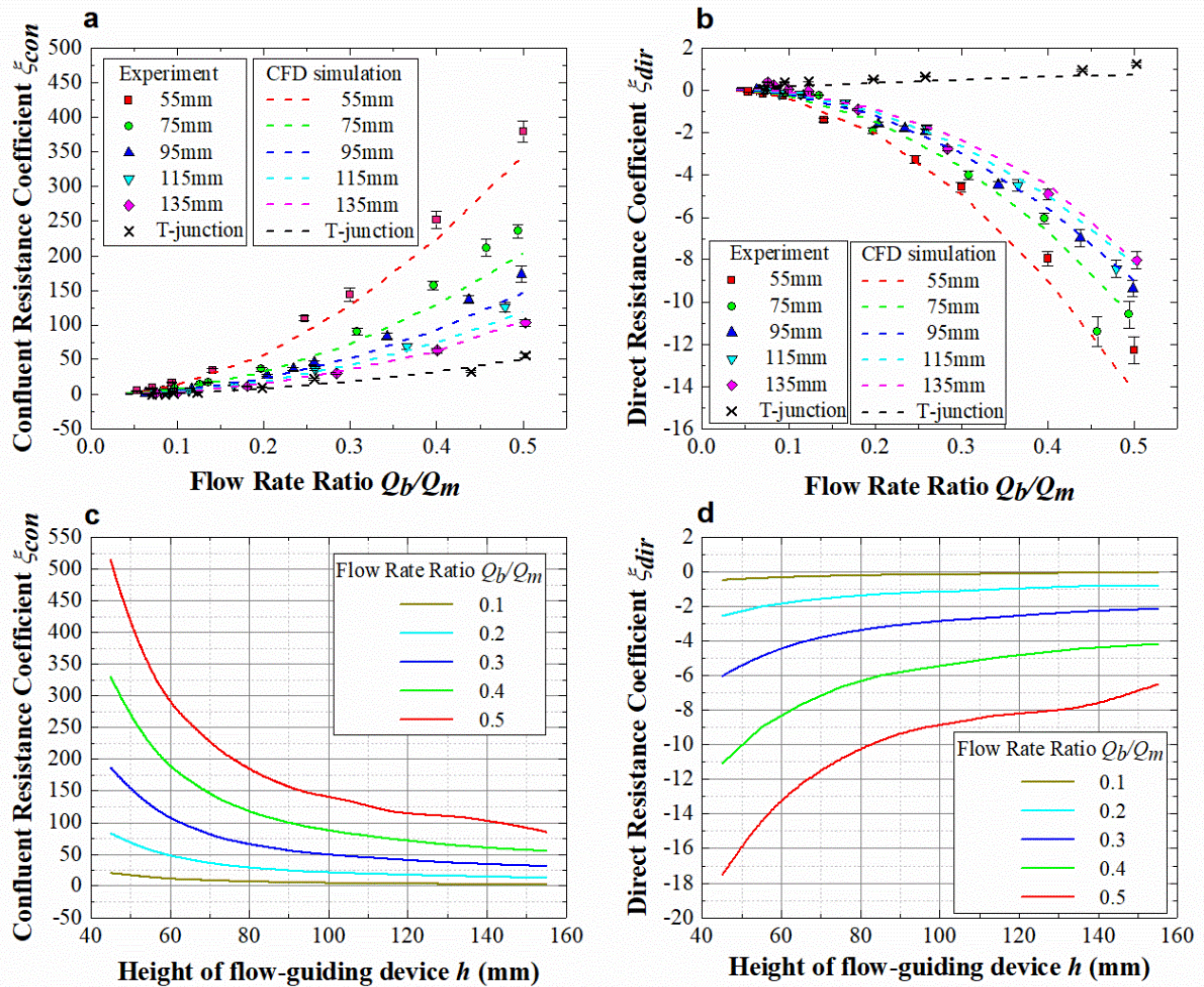 a
Confluent Resistance Coefficient ξcon
500
450
400
350
300
250
200
150
100
50
0
-50
Experiment
55mm
75mm
95mm
115mm
135mm
T-junction
CFD simulation
55mm
75mm
95mm
115mm
135mm
T-junction
0.0 0.1 0.2 0.3 0.4 0.5
Flow Rate Ratio Qb/Qm
b
Direct Resistance Coefficient ξdir
2
0
-2
-4
-6
-8
-10
-12
-14
-16
Experiment
55mm
75mm
95mm
115mm
135mm
T-junction
CFD simulation
55mm
75mm
95mm
115mm
135mm
T-junction
0.0 0.1 0.2 0.3 0.4 0.5
Flow Rate Ratio Qb/Qm
c
Confluent Resistance Coefficient ξcon
550
500
450
400
350
300
250
200
150
100
50
0
-50
Flow Rate Ratio Qb/Qm
0.1
0.2
0.3
0.4
0.5
40 60 80 100 120 140 160
Height of flow-guiding device h (mm)
d
Direct Resistance Coefficient ξdir
2
0
-2
-4
-6
-8
-10
-12
-14
-16
-18
-20
Flow Rate Ratio Qb/Qm
0.1
0.2
0.3
0.4
0.5
40 60 80 100 120 140 160
Height of flow-guiding device h (mm)